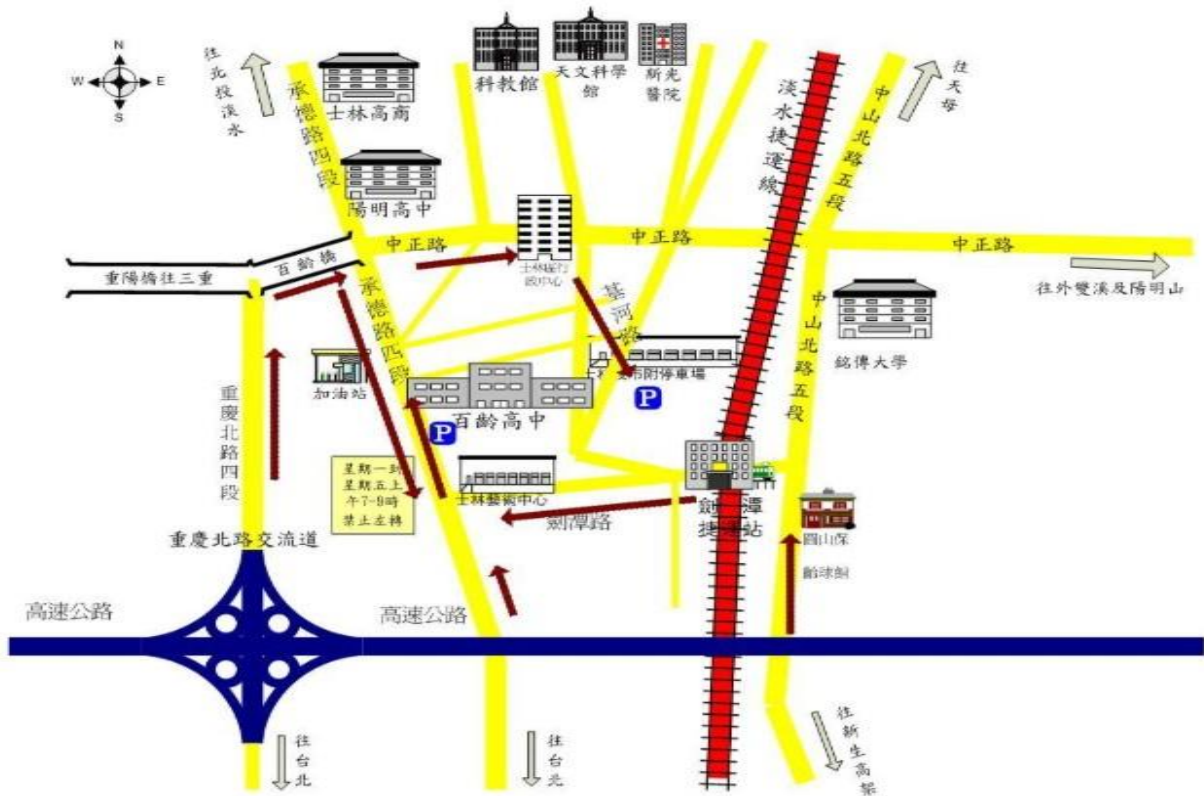 N
W
E
S
往北投淡水
承德路四段
士林高商
科教館
天文科學
館
新光
醫院
淡水捷運線
中山北路五段
往天母
陽明高中
中正路
中正路
中正路
重陽橋往三重
百齡橋
士林區行
政中心
往外雙溪及陽明山
承德路四段
基河路
中山北路五段
銘傳大學
加油站
停車場
P
重慶北路四段
百齡高中
P
星期一到
星期五上
午7-9時
禁止左轉
士林藝術中心
劍潭
捷運站
劍潭路
圓山保
齡球館
重慶北路交流道
高速公路
高速公路
往台北
往台北
往新生高架